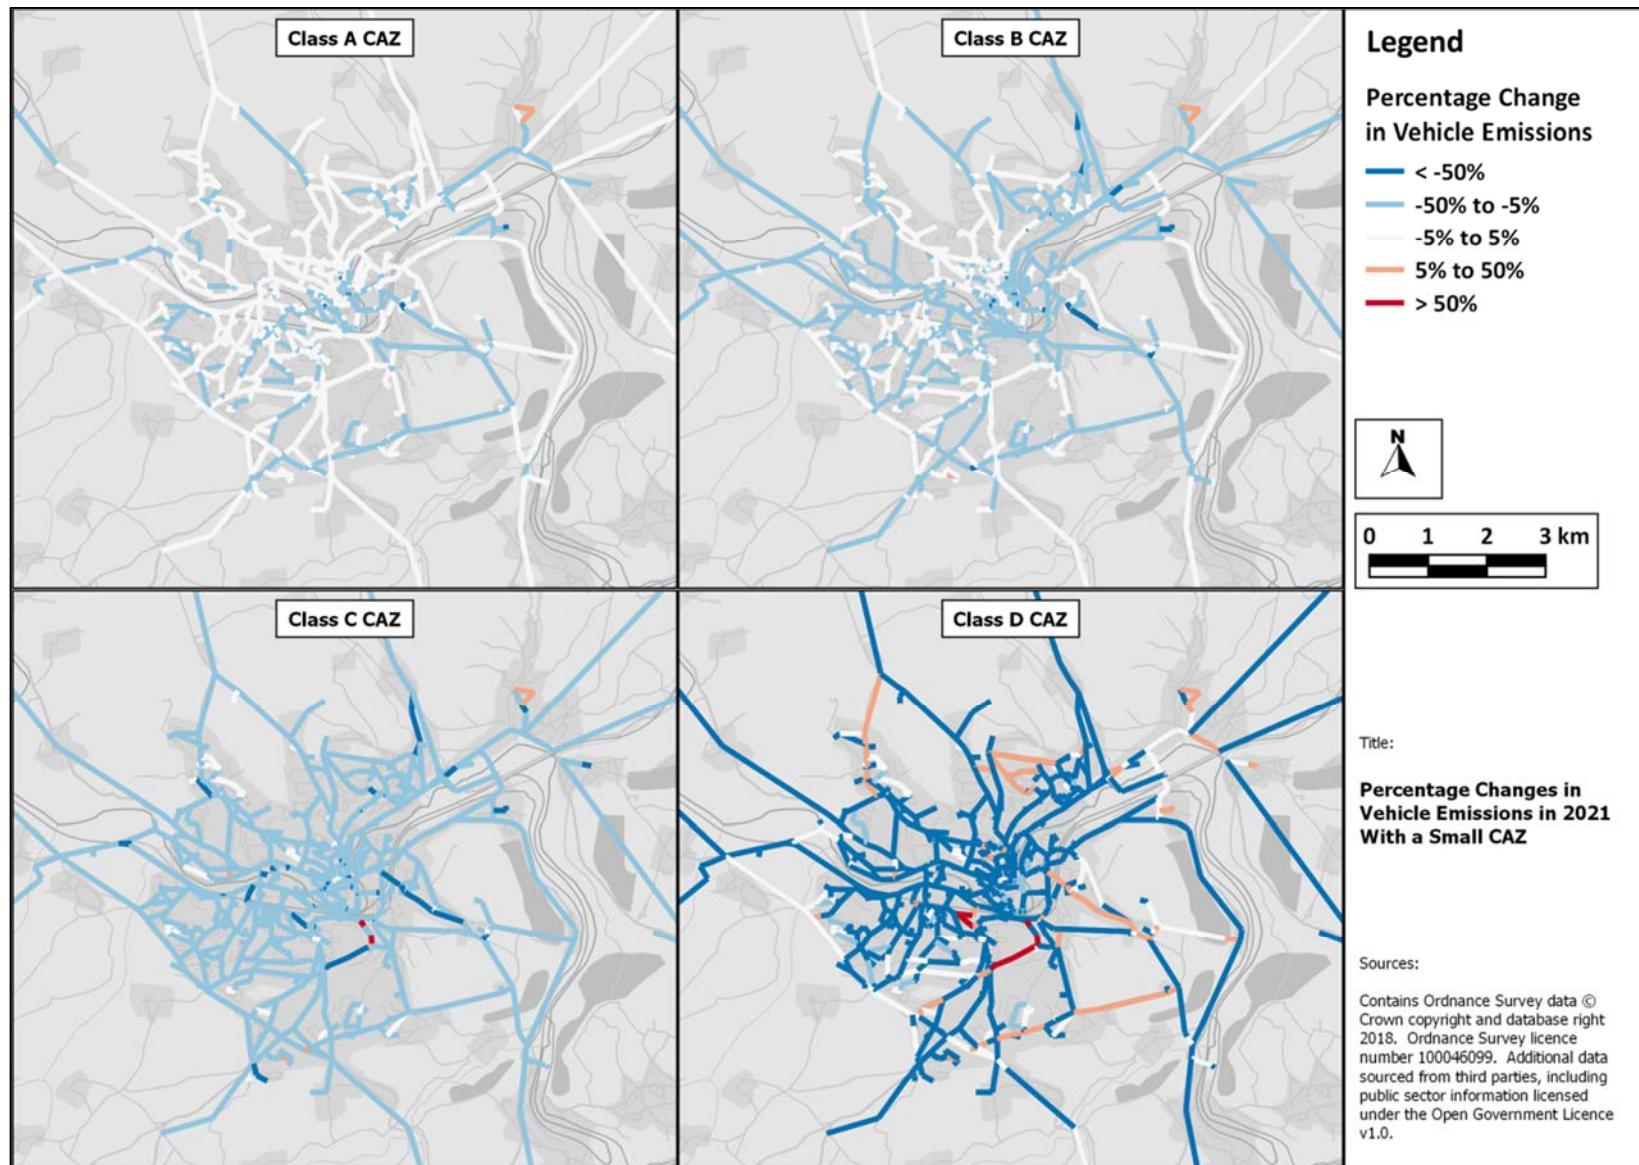 Class A CAZ
Class B CAZ
Class C CAZ
Class D CAZ
Legend
Percentage Change
in Vehicle Emissions
< -50%
-50% to -5%
-5% to 5%
5% to 50%
> 50%
N
0 1 2 3 km
Title:
Percentage Changes in
Vehicle Emissions in 2021
With a Small CAZ
Sources:
Contains Ordnance Survey data ©
Crown copyright and database right
2018. Ordnance Survey licence
number 100046099. Additional data
sourced from third parties, including
public sector information licensed
under the Open Government Licence
v1.0.